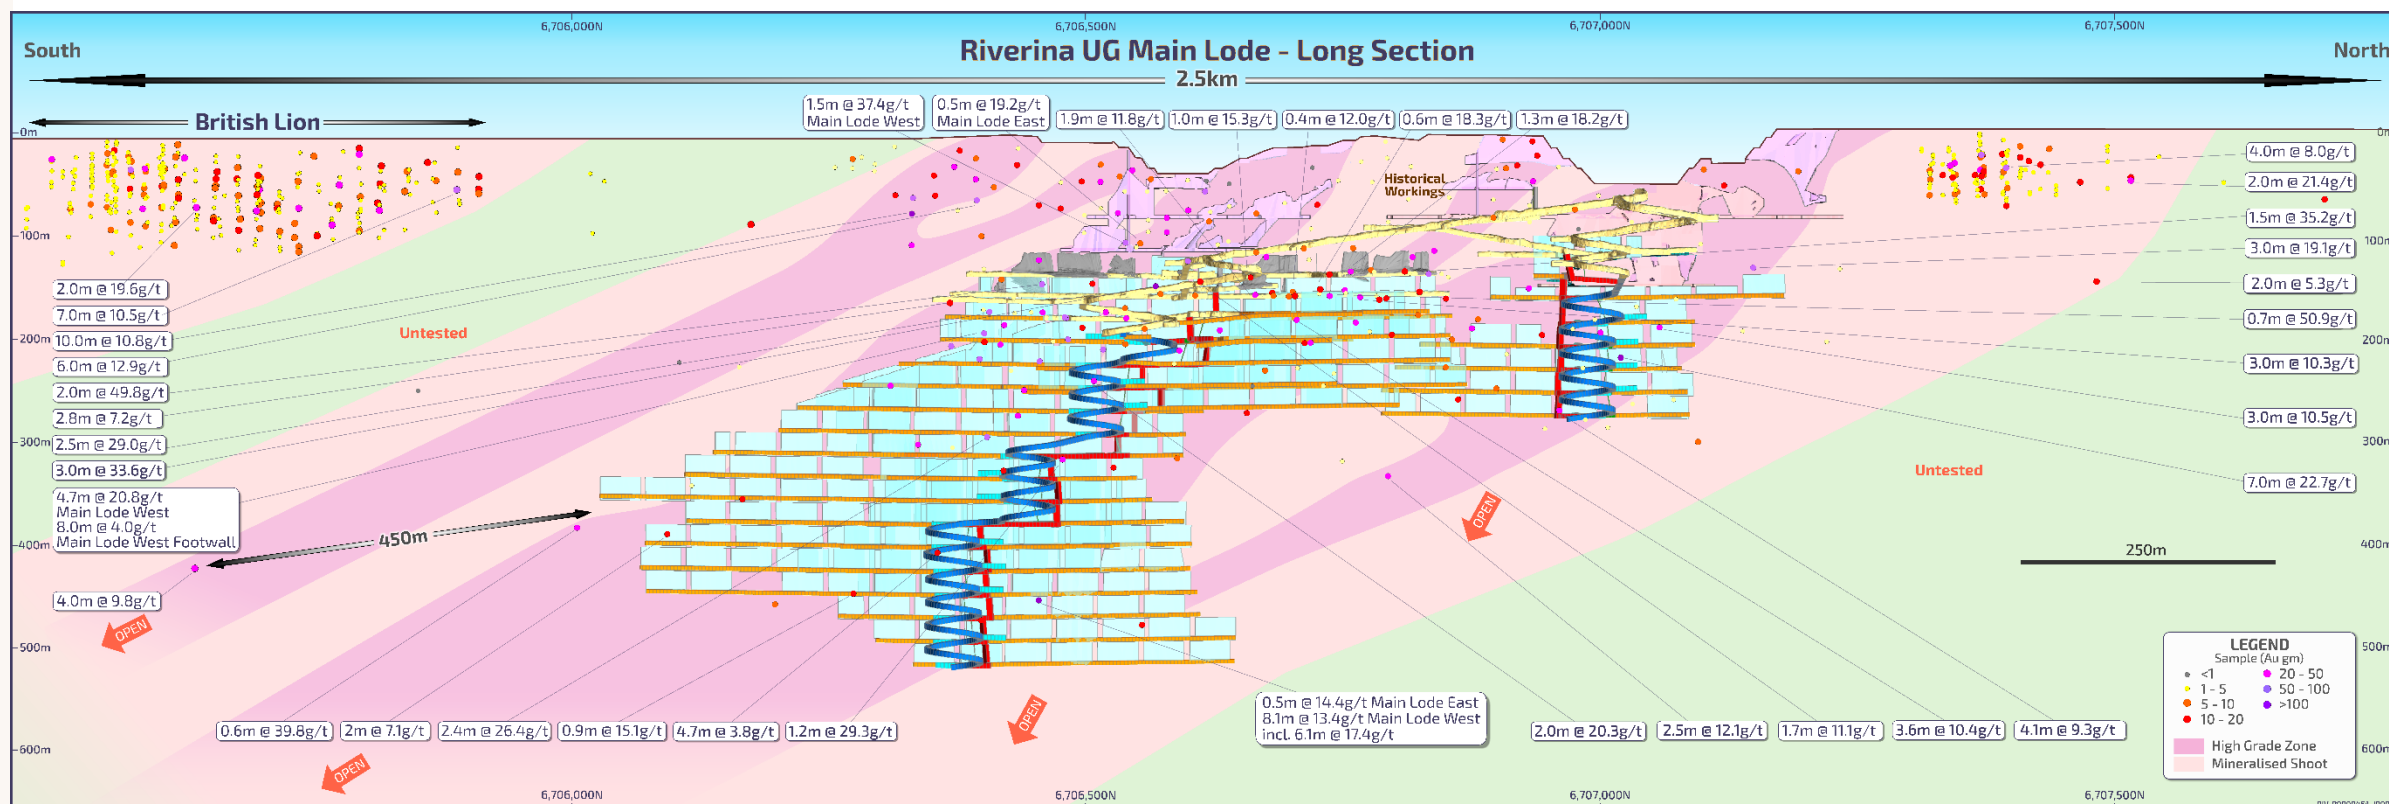 6,706,000N
6,706,500N
6,707,000N
6,707,500N
South
Riverina UG Main Lode - Long Section
North
2.5km
British Lion
1.5m @ 37.4g/t
Main Lode West
0.5m @ 19.2g/t
Main Lode East
1.9m @ 11.8g/t
1.0m @ 15.3g/t
0.4m @ 12.0g/t
0.6m @ 18.3g/t
1.3m @ 18.2g/t
0m
100m
200m
300m
400m
500m
600m
Historical
Workings
4.0m @ 8.0g/t
2.0m @ 21.4g/t
1.5m @ 35.2g/t
3.0m @ 19.1g/t
2.0m @ 5.3g/t
0.7m @ 50.9g/t
3.0m @ 10.3g/t
3.0m @ 10.5g/t
7.0m @ 22.7g/t
100m
200m
300m
400m
500m
600m
2.0m @ 19.6g/t
7.0m @ 10.5g/t
10.0m @ 10.8g/t
6.0m @ 12.9g/t
2.0m @ 49.8g/t
2.8m @ 7.2g/t
2.5m @ 29.0g/t
3.0m @ 33.6g/t
4.7m @ 20.8g/t
Main Lode West
8.0m @ 4.0g/t
Main Lode West Footwall
4.0m @ 9.8g/t
Untested
Untested
450m
250m
OPEN
OPEN
OPEN
OPEN
0.6m @ 39.8g/t
2m @ 7.1g/t
2.4m @ 26.4g/t
0.9m @ 15.1g/t
4.7m @ 3.8g/t
1.2m @ 29.3g/t
0.5m @ 14.4g/t Main Lode East
8.1m @ 13.4g/t Main Lode West
incl. 6.1m @ 17.4g/t
2.0m @ 20.3g/t
2.5m @ 12.1g/t
1.7m @ 11.1g/t
3.6m @ 10.4g/t
4.1m @ 9.3g/t
LEGEND
Sample (Au gm)
<1
1 - 5
5 - 10
10 - 20
20 - 50
50 - 100
>100
High Grade Zone
Mineralised Shoot
6,706,000N
6,706,500N
6,707,000N
6,707,500N